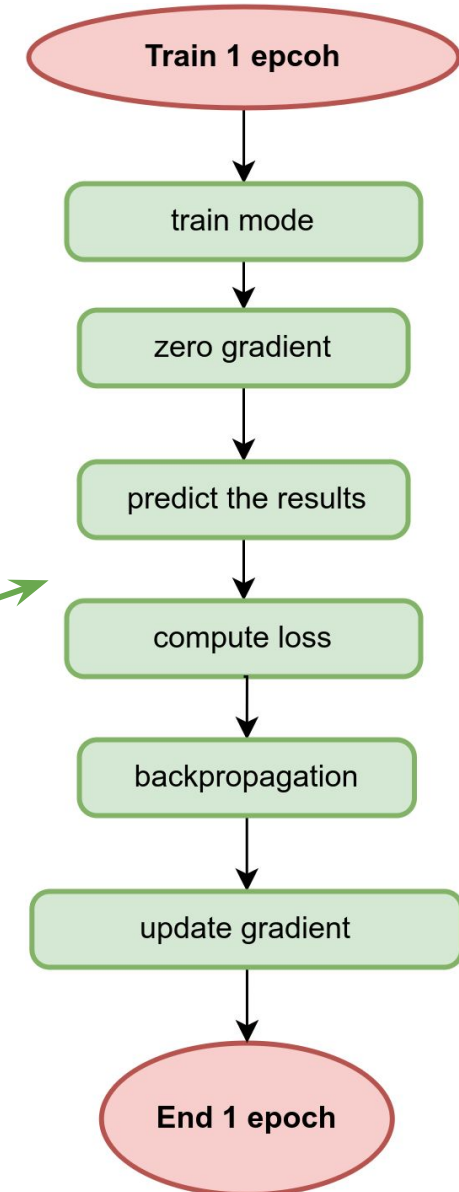 Train 1 epcoh
train mode
zero gradient
predict the results
compute loss
backpropagation
update gradient
End 1 epoch